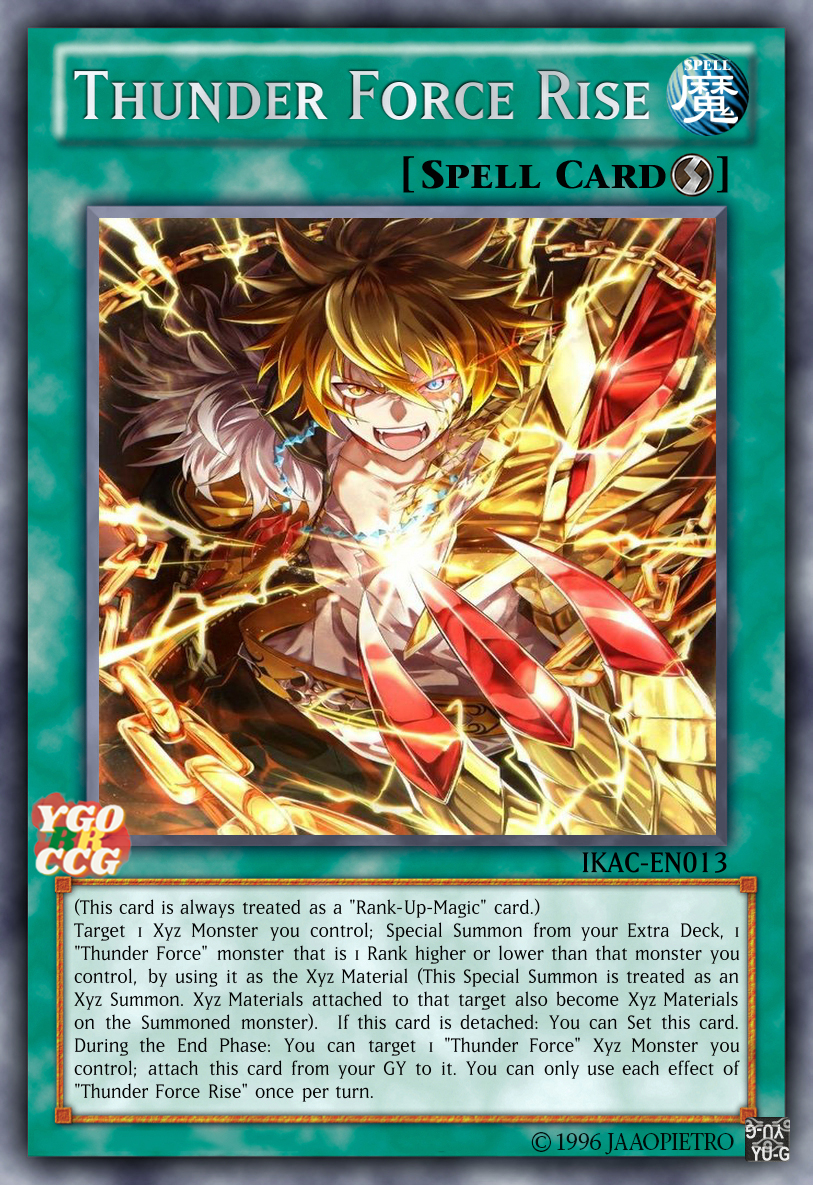 THUNDER FORCE RISE
SPELL
魔
[SPELL CARD]
YGO
BR
CCG
IKAC-EN013
(This card is always treated as a "Rank-Up-Magic" card.)
Target 1 Xyz Monster you control; Special Summon from your Extra Deck, 1
"Thunder Force" monster that is 1 Rank higher or lower than that monster you
control, by using it as the Xyz Material (This Special Summon is treated as an
Xyz Summon. Xyz Materials attached to that target also become Xyz Materials
on the Summoned monster). If this card is detached: You can Set this card.
During the End Phase: You can target 1 "Thunder Force" Xyz Monster you
control; attach this card from your GY to it. You can only use each effect of
"Thunder Force Rise" once per turn.
© 1996 JAAOPIETRO
YU-G
YU-G